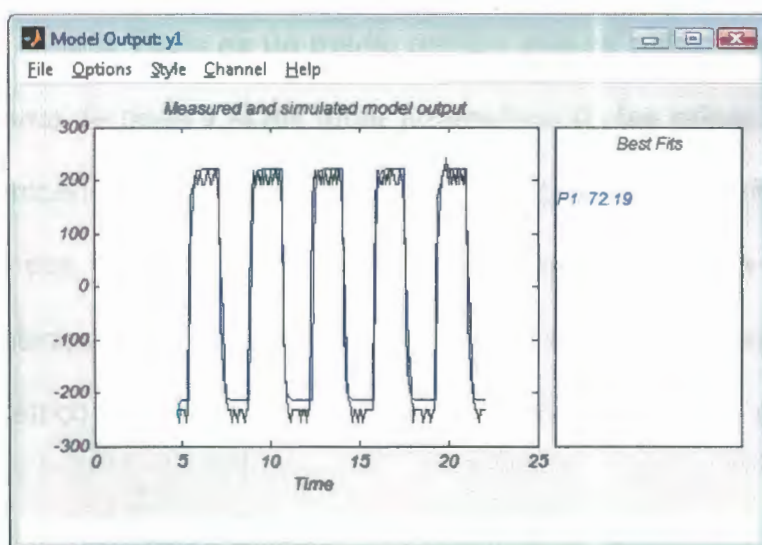 Model Output: y1
File Options Style Channel Help
Measured and simulated model output
300
200
100
0
-100
-200
-300
0 5 10 15 20 25
Time
Best Fits
P1 72.19